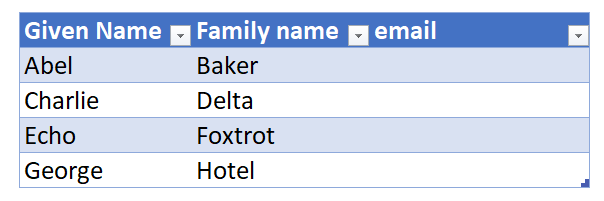 Given Name Family name email
Abel Baker
Charlie Delta
Echo Foxtrot
George Hotel